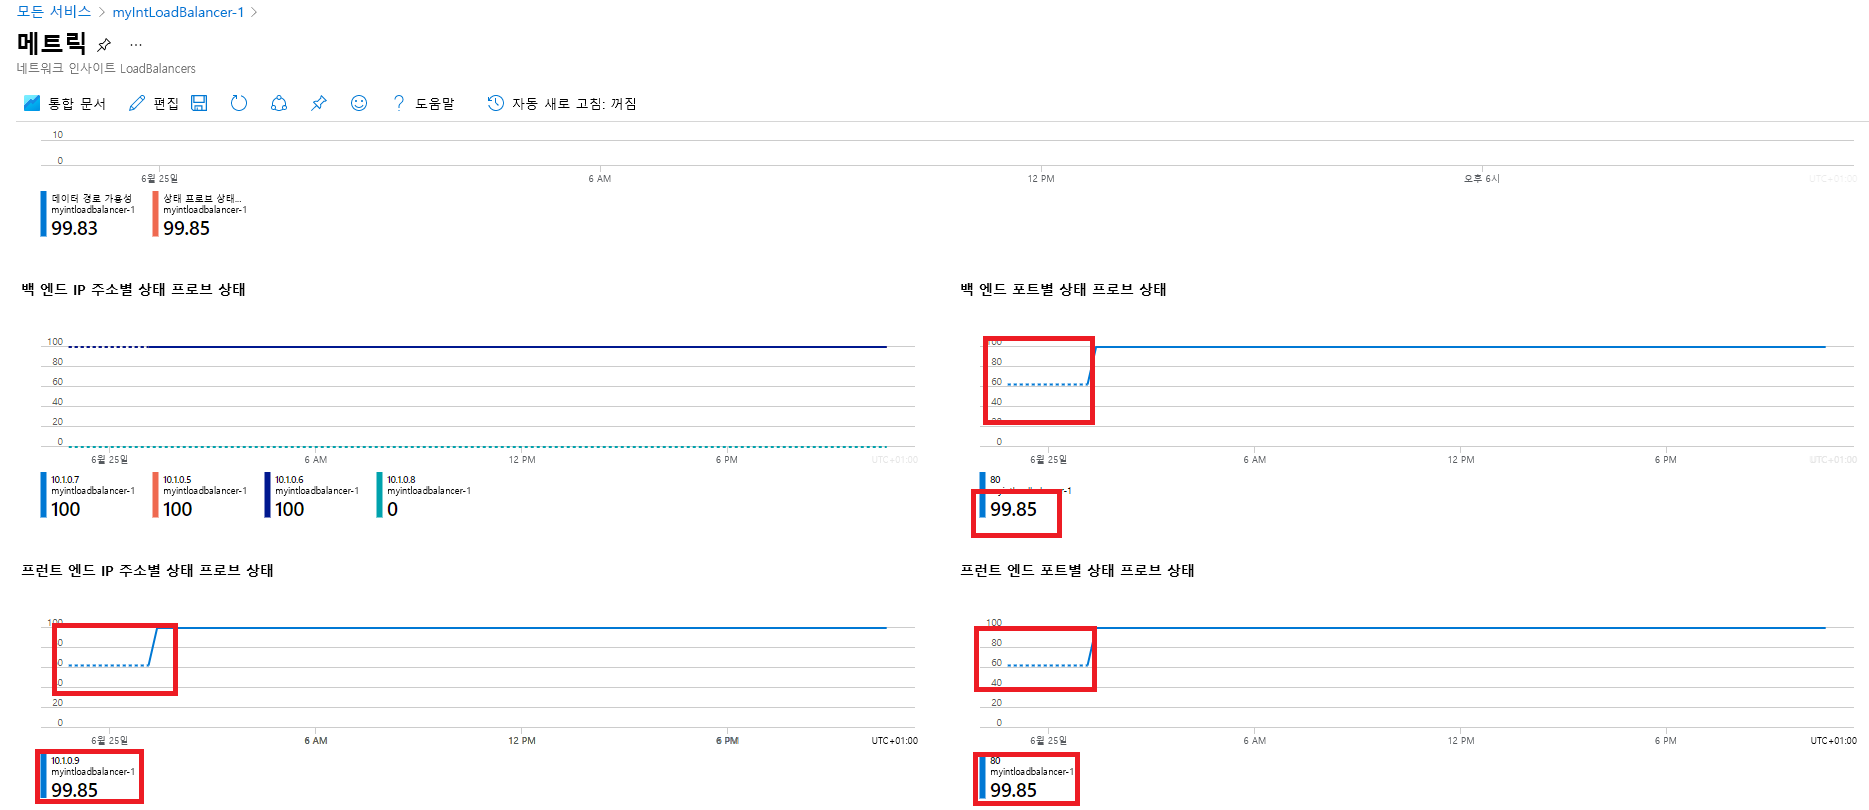 모든 서비스 > myIntLoadBalancer-1 >
메트릭 ...
네트워크 인사이트 LoadBalancers
통합 문서 편집 ? 도움말 자동 새로 고침: 꺼짐
10
0
6월 25일 6 AM 12 PM 오후 6시 UTC+01:00
데이터 경로 가용성 상태 프로브 상태...
myintloadbalancer-1 myintloadbalancer-1
99.83 99.85
백 엔드 IP 주소별 상태 프로브 상태
100
80
60
40
20
0
6월 25일 6 AM 12 PM 6 PM UTC+01:00
10.1.0.7 10.1.0.5 10.1.0.6 10.1.0.8
myintloadbalancer-1 myintloadbalancer-1 myintloadbalancer-1 myintloadbalancer-1
100 100 100 0
백 엔드 포트별 상태 프로브 상태
80
60
40
0
6월 25일 6 AM 12 PM 6 PM UTC+01:00
80
99.85
프런트 엔드 IP 주소별 상태 프로브 상태
100
20
0
6월 25일 6 AM 12 PM 6 PM UTC+01:00
10.1.0.9
myintloadbalancer-1
99.85
프런트 엔드 포트별 상태 프로브 상태
100
80
60
40
20
0
6월 25일 6 AM 12 PM 6 PM UTC+01:00
80
myintloadbalancer-1
99.85